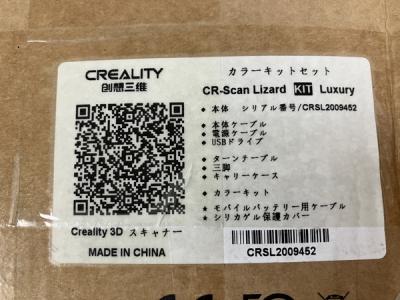 CREALITY
创想三维
カラーキットセット
CR-Scan Lizard KIT Luxury
◆ 本体 シリアル番号/CRSL2009452
◆ 本体ケーブル
◆ 電源ケーブル
◆ USBドライブ
◆ ターンテーブル
◆ 三脚
◆ キャリーケース
◆ カラーキット
★ モバイルバッテリー用ケーブル
★ シリカゲル保護カバー
Creality 3D スキャナー
MADE IN CHINA
CRSL2009452